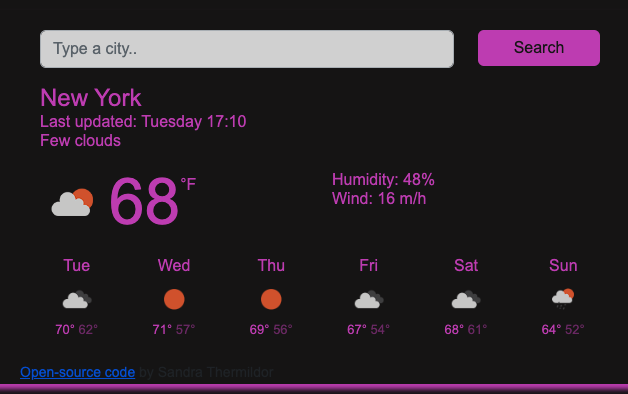 Type a city..
Search
New York
Last updated: Tuesday 17:10
Few clouds
68 °F
Humidity: 48%
Wind: 16 m/h
Tue Wed Thu Fri Sat Sun
70° 62° 71° 57° 69° 56° 67° 54° 68° 61° 64° 52°
Open-source code by Sandra Thermildor